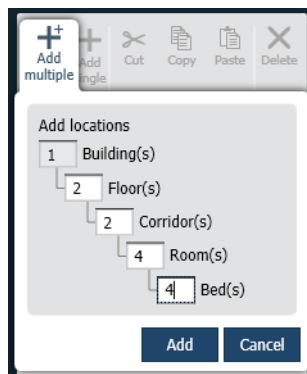 Add multiple
Add single
Cut
Copy
Paste
Delete
Add locations
1 Building(s)
2 Floor(s)
2 Corridor(s)
4 Room(s)
4 Bed(s)
Add
Cancel